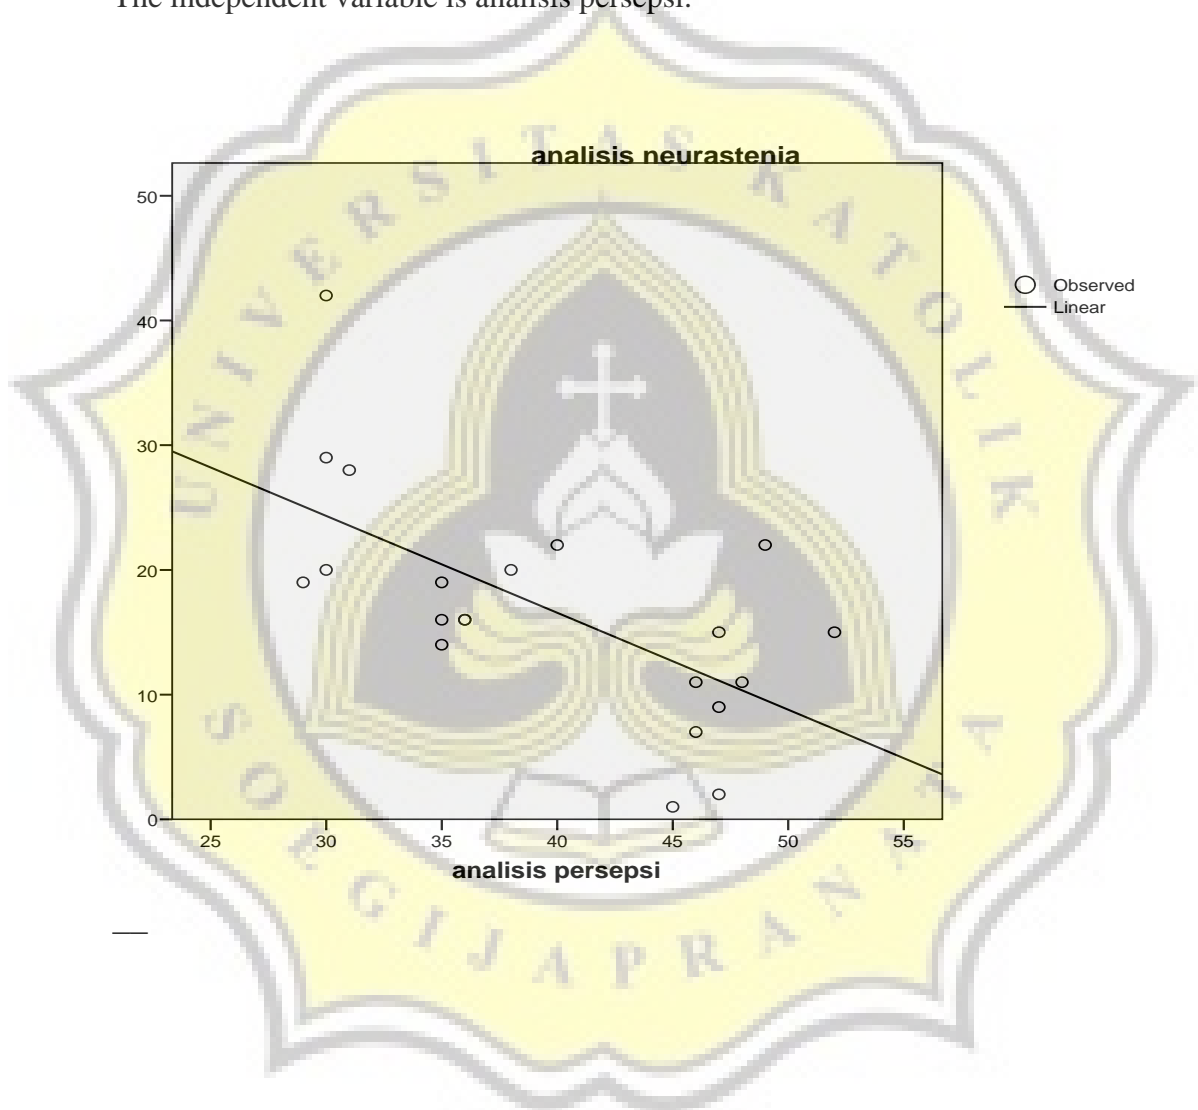 The independent variable is analisis persepsi.
analisis neurastenia
50
40
30
20
10
0
25 30 35 40 45 50 55
analisis persepsi
Observed
Linear
UNIVERSITAS KATOLIK
SOEGIJAPRANATA